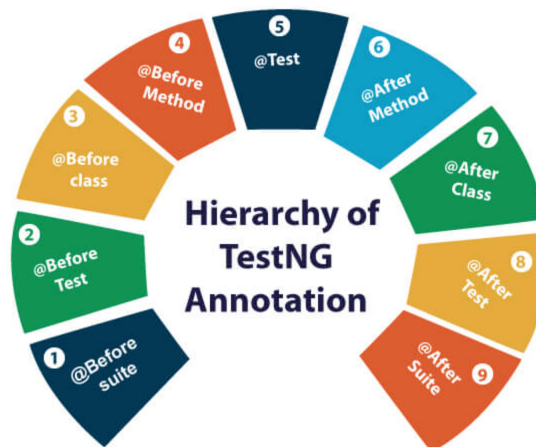 1
@Before
suite
2
@Before
Test
3
@Before
class
4
@Before
Method
5
@Test
6
@After
Method
7
@After
Class
8
@After
Test
9
@After
Suite
Hierarchy of
TestNG
Annotation